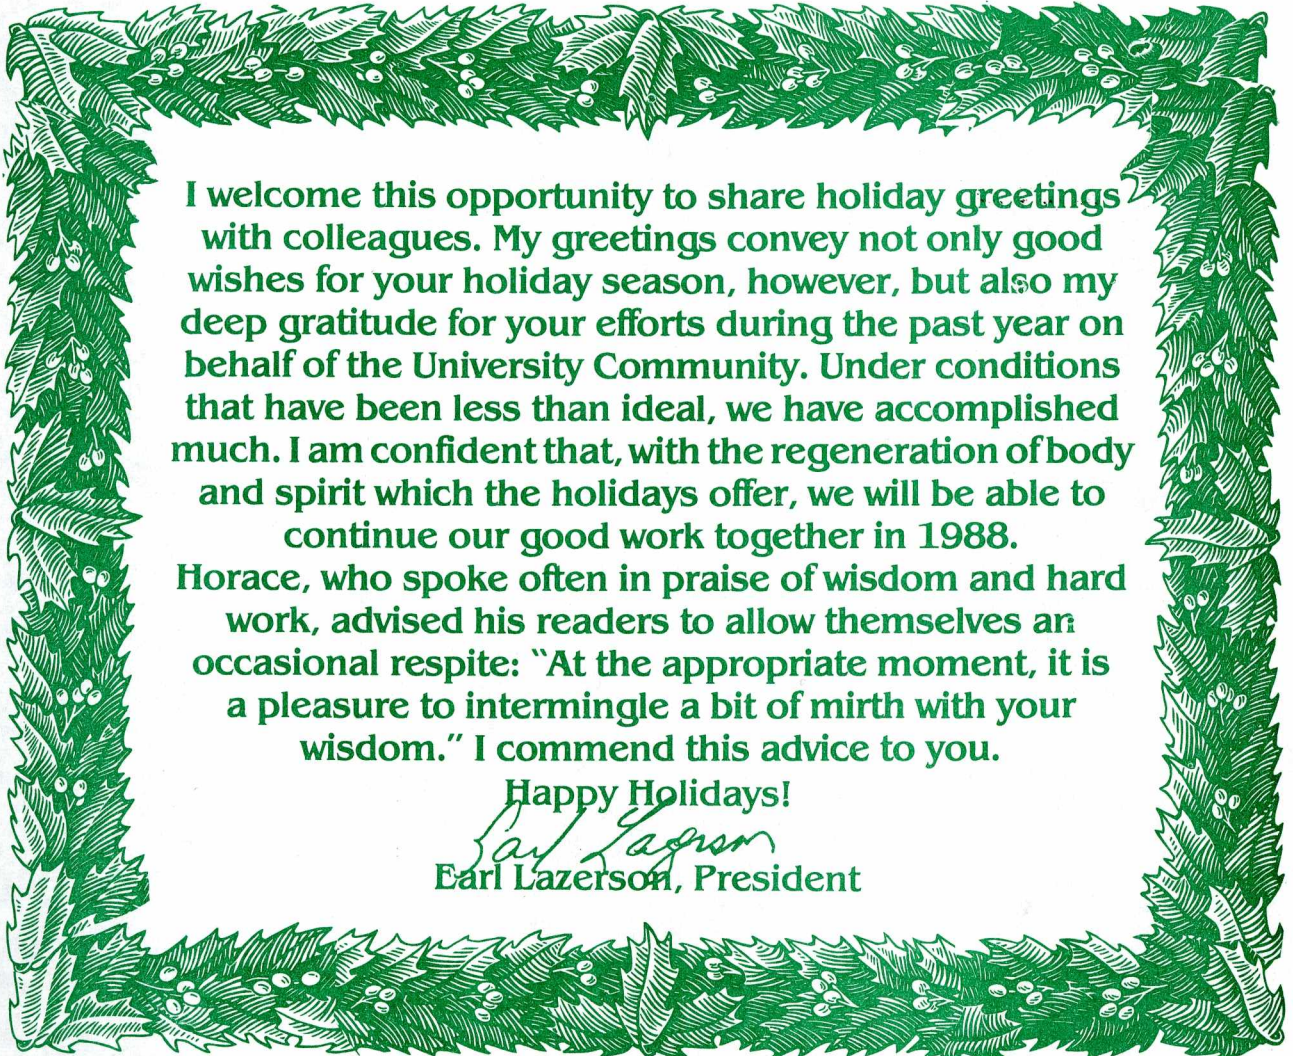 I welcome this opportunity to share holiday greetings
with colleagues. My greetings convey not only good
wishes for your holiday season, however, but also my
deep gratitude for your efforts during the past year on
behalf of the University Community. Under conditions
that have been less than ideal, we have accomplished
much. I am confident that, with the regeneration of body
and spirit which the holidays offer, we will be able to
continue our good work together in 1988.
Horace, who spoke often in praise of wisdom and hard
work, advised his readers to allow themselves an
occasional respite: “At the appropriate moment, it is
a pleasure to intermingle a bit of mirth with your
wisdom.” I commend this advice to you.
Happy Holidays!
Earl Lazerson
Earl Lazerson, President